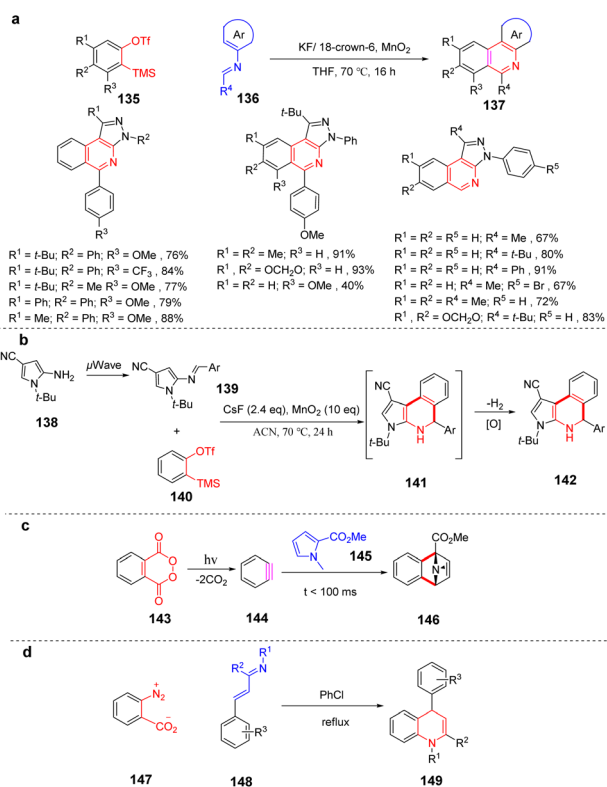 a
R1
OTf
R2
TMS
R3
135
Ar
N
R4
136
KF/ 18-crown-6, MnO2
THF, 70 ℃, 16 h
R1
Ar
R2
N
R3 R4
137
R1
N
N
R2
N
R3
t-Bu
N
R1
N
Ph
R2
N
R3
OMe
R4
N
R1
N
R5
R2
N
R1 = t-Bu; R2 = Ph; R3 = OMe, 76%
R1 = t-Bu; R2 = Ph; R3 = CF3 , 84%
R1 = t-Bu; R2 = Me R3 = OMe , 77%
R1 = Ph; R2 = Ph; R3 = OMe , 79%
R1 = Me; R2 = Ph; R3 = OMe , 88%
R1 = R2 = Me; R3 = H, 91%
R1 , R2 = OCH2O; R3 = H , 93%
R1 = R2 = H; R3 = OMe , 40%
R1 = R2 = R5 = H; R4 = Me , 67%
R1 = R2 = R5 = H; R4 = t-Bu , 80%
R1 = R2 = R5 = H; R4 = Ph , 91%
R1 = R2 = H; R4 = Me; R5 = Br , 67%
R1 = R2 = R4 = Me; R5 = H , 72%
R1 , R2 = OCH2O; R4 = t-Bu, R5 = H , 83%
b
NC
N
NH2
t-Bu
138
μWave
NC
N
N
Ar
t-Bu
139
+
OTf
TMS
140
CsF (2.4 eq), MnO2 (10 eq)
ACN, 70 ℃, 24 h
NC
N
t-Bu
N
H
Ar
141
-H2
[O]
NC
N
t-Bu
N
H
Ar
142
c
O
O
O
O
143
hν
-2CO2
144
N
CO2Me
145
t < 100 ms
CO2Me
N
146
d
N2+
CO2−
147
R1
R2
N
R3
148
PhCl
reflux
R3
N
R2
R1
149